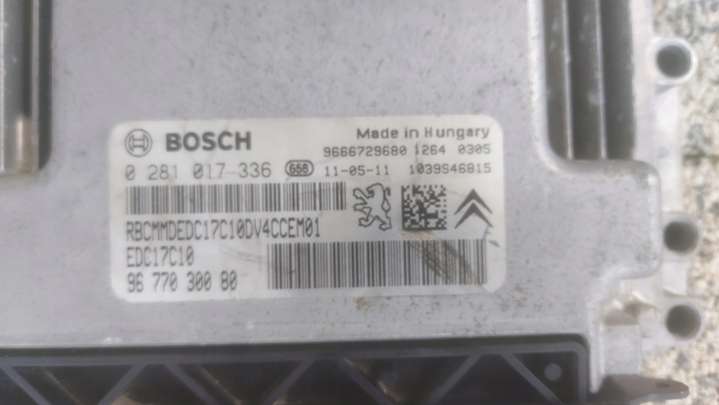 BOSCH
Made in Hungary
9666729680 1264 0305
0 281 017 336 658 11-05-11 1039S46815
RBCMMDEDC17C10DV4CCEM01
EDC17C10
96 770 300 80